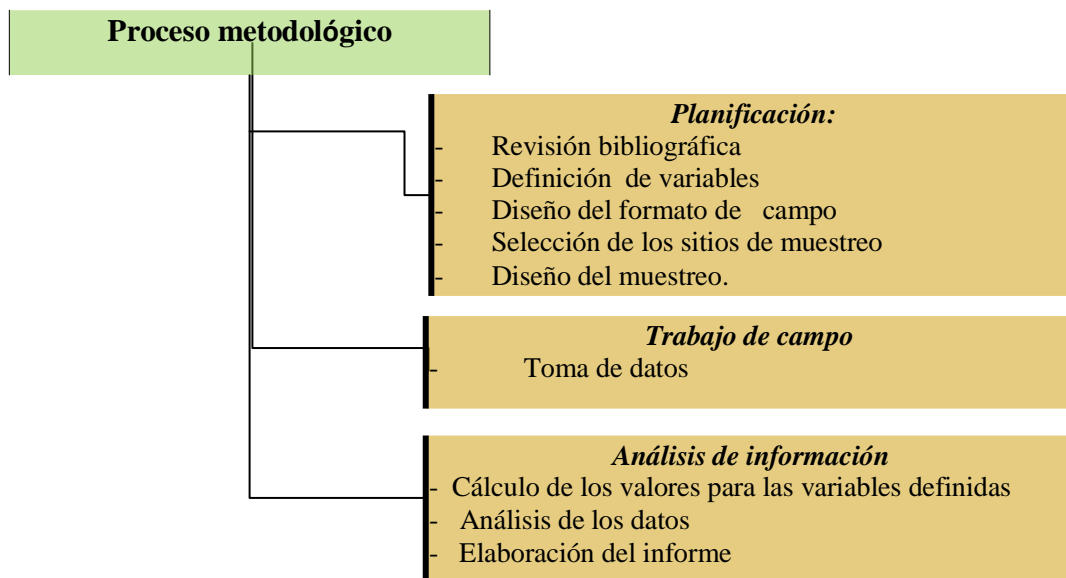 Proceso metodológico
Planificación:
- Revisión bibliográfica
- Definición de variables
- Diseño del formato de campo
- Selección de los sitios de muestreo
- Diseño del muestreo.
Trabajo de campo
- Toma de datos
Análisis de información
- Cálculo de los valores para las variables definidas
- Análisis de los datos
- Elaboración del informe